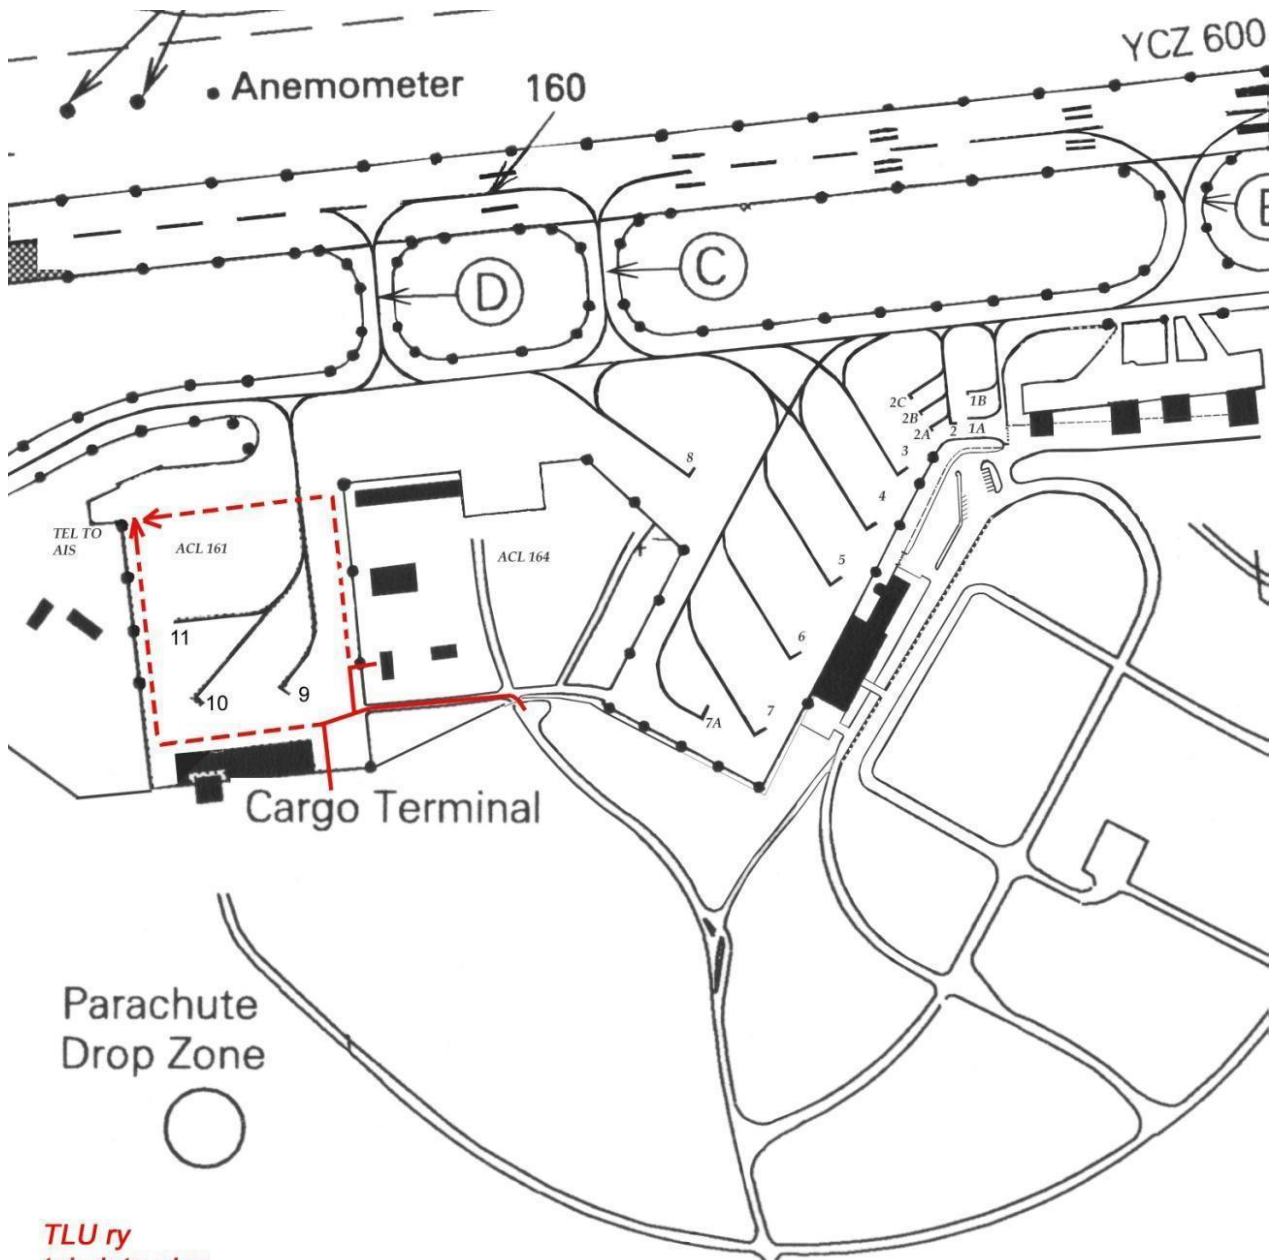 YCZ 600
Anemometer
160
E
C
D
2C
1B
2B
2A
2
1A
3
8
4
TEL TO
AIS
ACL 161
ACL 164
5
11
6
10
9
7A
7
Cargo Terminal
Parachute
Drop Zone
TLU ry